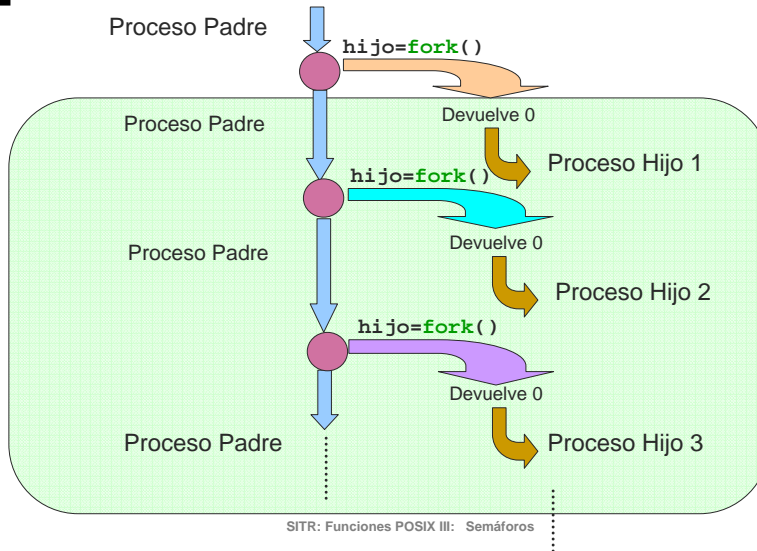 Proceso Padre
hijo=fork()
Proceso Padre
Devuelve 0
Proceso Hijo 1
hijo=fork()
Proceso Padre
Devuelve 0
Proceso Hijo 2
hijo=fork()
Devuelve 0
Proceso Padre
Proceso Hijo 3
SITR: Funciones POSIX III: Semáforos